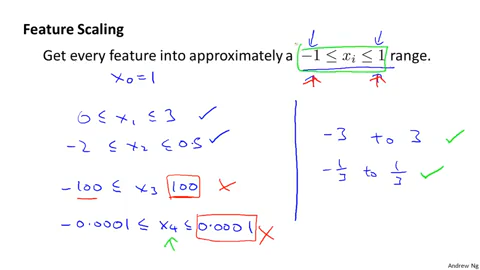 Feature Scaling
Get every feature into approximately a -1 ≤ xᵢ ≤ 1 range.
x₀=1
0 ≤ x₁ ≤ 3 ✓
-2 ≤ x₂ ≤ 0.5 ✓
-100 ≤ x₃ 100 ×
-0.0001 ≤ x₄ ≤ 0.0001 ×
-3 to 3 ✓
-1/3 to 1/3 ✓
Andrew Ng